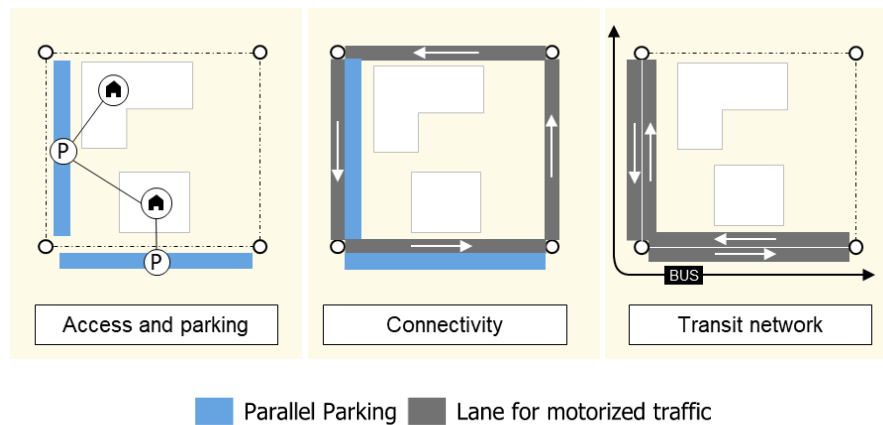 P
P
BUS
Access and parking
Connectivity
Transit network
Parallel Parking
Lane for motorized traffic